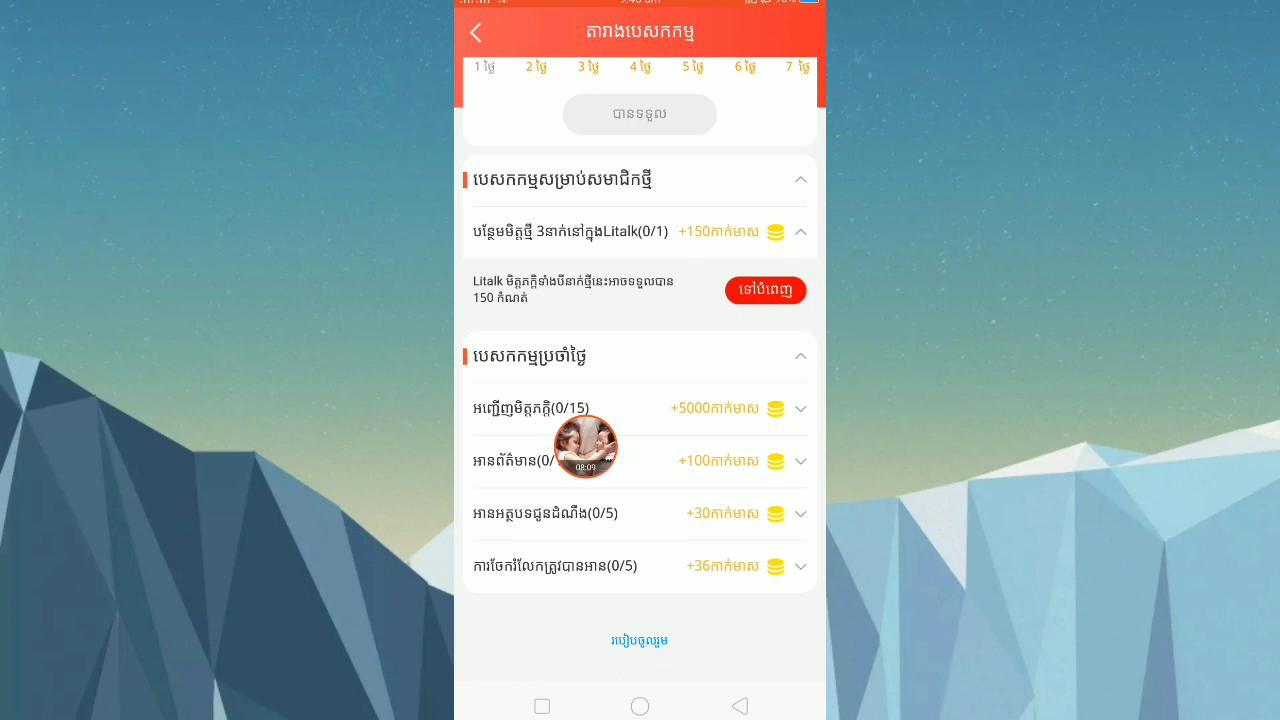 តារាងបេសកកម្ម
1 ថ្ងៃ 2 ថ្ងៃ 3 ថ្ងៃ 4 ថ្ងៃ 5 ថ្ងៃ 6 ថ្ងៃ 7 ថ្ងៃ
បានទទួល
បេសកកម្មសម្រាប់សមាជិកថ្មី
បន្ថែមមិត្តថ្មី 3នាក់នៅក្នុងLitalk(0/1) +150កាក់មាស
Litalk មិត្តភក្តិទាំងបីនាក់ថ្មីនេះអាចទទួលបាន
150 កំណត់
ទៅបំពេញ
បេសកកម្មប្រចាំថ្ងៃ
អញ្ជើញមិត្តភក្តិ(0/15) +5000កាក់មាស
អានព័ត៌មាន(0/ +100កាក់មាស
08:09
អានអត្ថបទជូនដំណឹង(0/5) +30កាក់មាស
ការចែករំលែកត្រូវបានអាន(0/5) +36កាក់មាស
របៀបចូលរួម